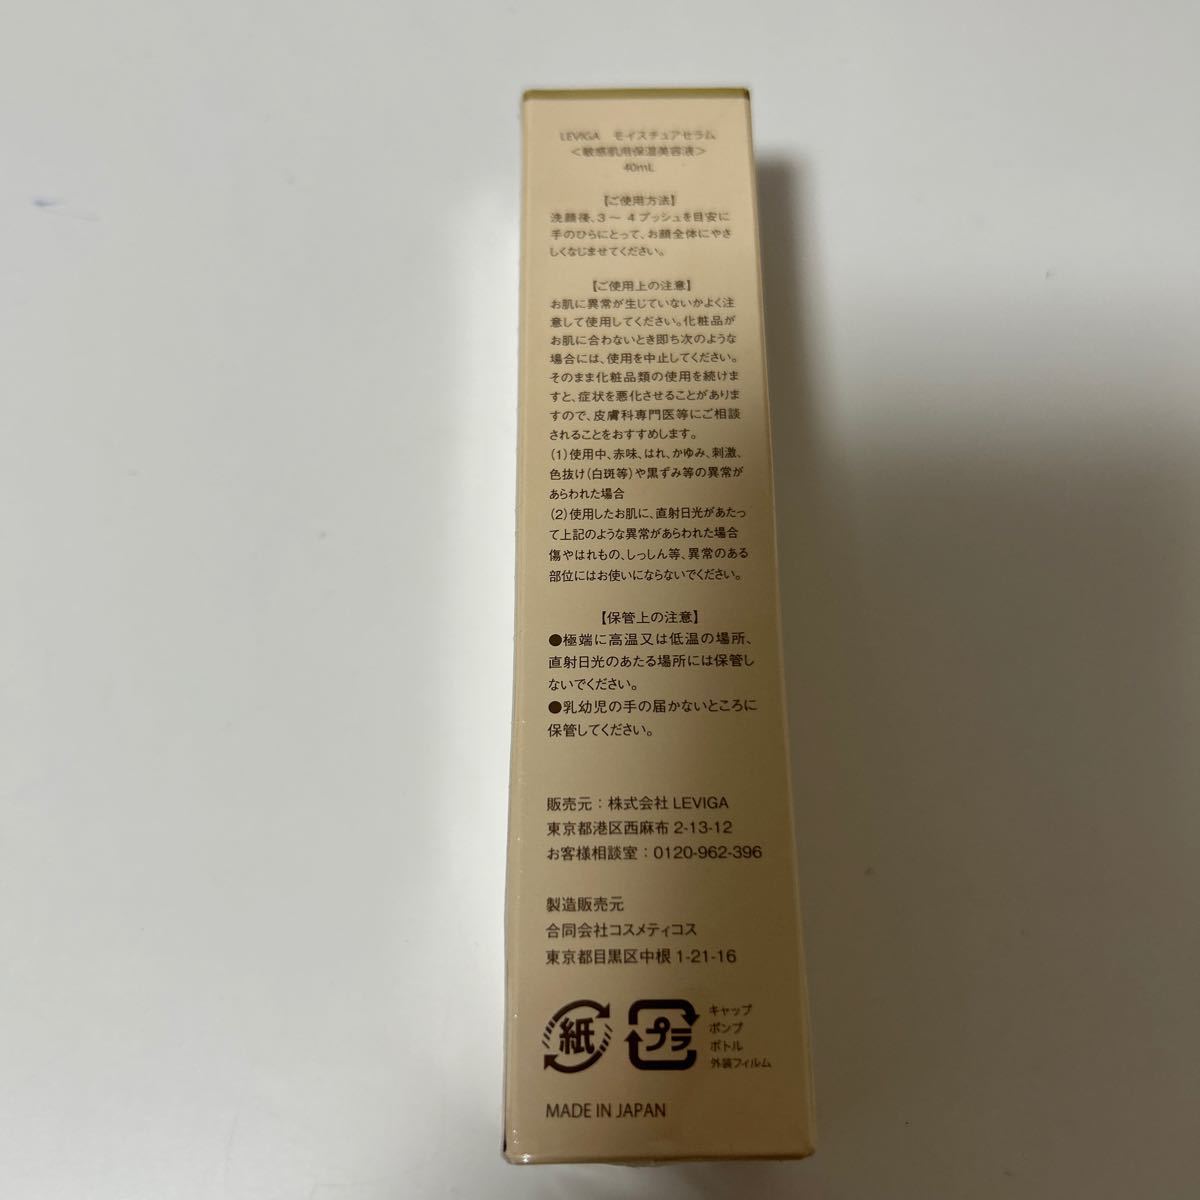 LEVIGA モイスチュアセラム
＜敏感肌用保湿美容液＞
40mL
【ご使用方法】
洗顔後、3～4プッシュを目安に
手のひらにとって、お顔全体にやさ
しくなじませてください。
【ご使用上の注意】
お肌に異常が生じていないかよく注
意して使用してください。化粧品が
お肌に合わないとき即ち次のような
場合には、使用を中止してください。
そのまま化粧品類の使用を続けま
すと、症状を悪化させることがありま
すので、皮膚科専門医等にご相談
されることをおすすめします。
(1)使用中、赤味、はれ、かゆみ、刺激、
色抜け(白斑等)や黒ずみ等の異常が
あらわれた場合
(2)使用したお肌に、直射日光があたっ
て上記のような異常があらわれた場合
傷やはれもの、しっしん等、異常のある
部位にはお使いにならないでください。
【保管上の注意】
●極端に高温又は低温の場所、
直射日光のあたる場所には保管し
ないでください。
●乳幼児の手の届かないところに
保管してください。
販売元：株式会社 LEVIGA
東京都港区西麻布 2-13-12
お客様相談室：0120-962-396
製造販売元
合同会社コスメティコス
東京都目黒区中根 1-21-16
紙
プラ
キャップ
ポンプ
ボトル
外装フィルム
MADE IN JAPAN